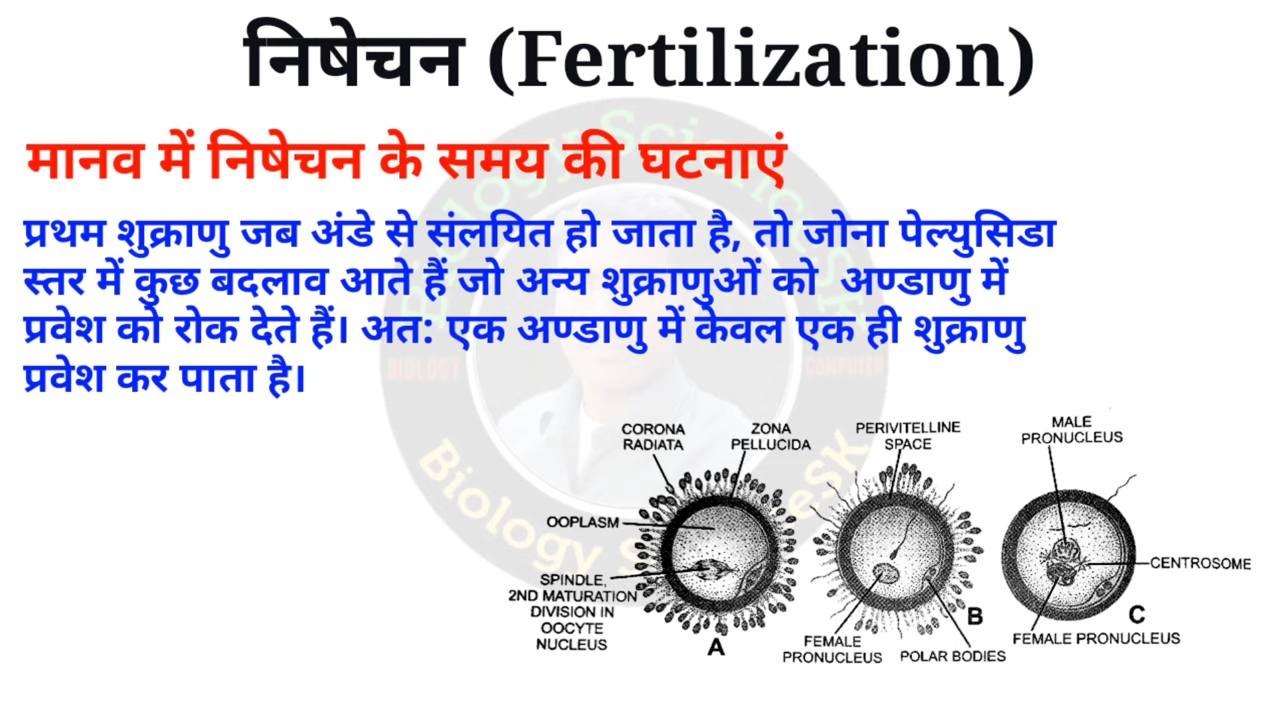 निषेचन (Fertilization)
मानव में निषेचन के समय की घटनाएं
प्रथम शुक्राणु जब अंडे से संलयित हो जाता है, तो जोना पेल्युसिडा
स्तर में कुछ बदलाव आते हैं जो अन्य शुक्राणुओं को अण्डाणु में
प्रवेश को रोक देते हैं। अत: एक अण्डाणु में केवल एक ही शुक्राणु
प्रवेश कर पाता है।
BIOLOGY
COMPUTER
CORONA
RADIATA
ZONA
PELLUCIDA
PERIVITELLINE
SPACE
MALE
PRONUCLEUS
OOPLASM
SPINDLE,
2ND MATURATION
DIVISION IN
OOCYTE
NUCLEUS
A
FEMALE
PRONUCLEUS
POLAR BODIES
B
CENTROSOME
C
FEMALE PRONUCLEUS